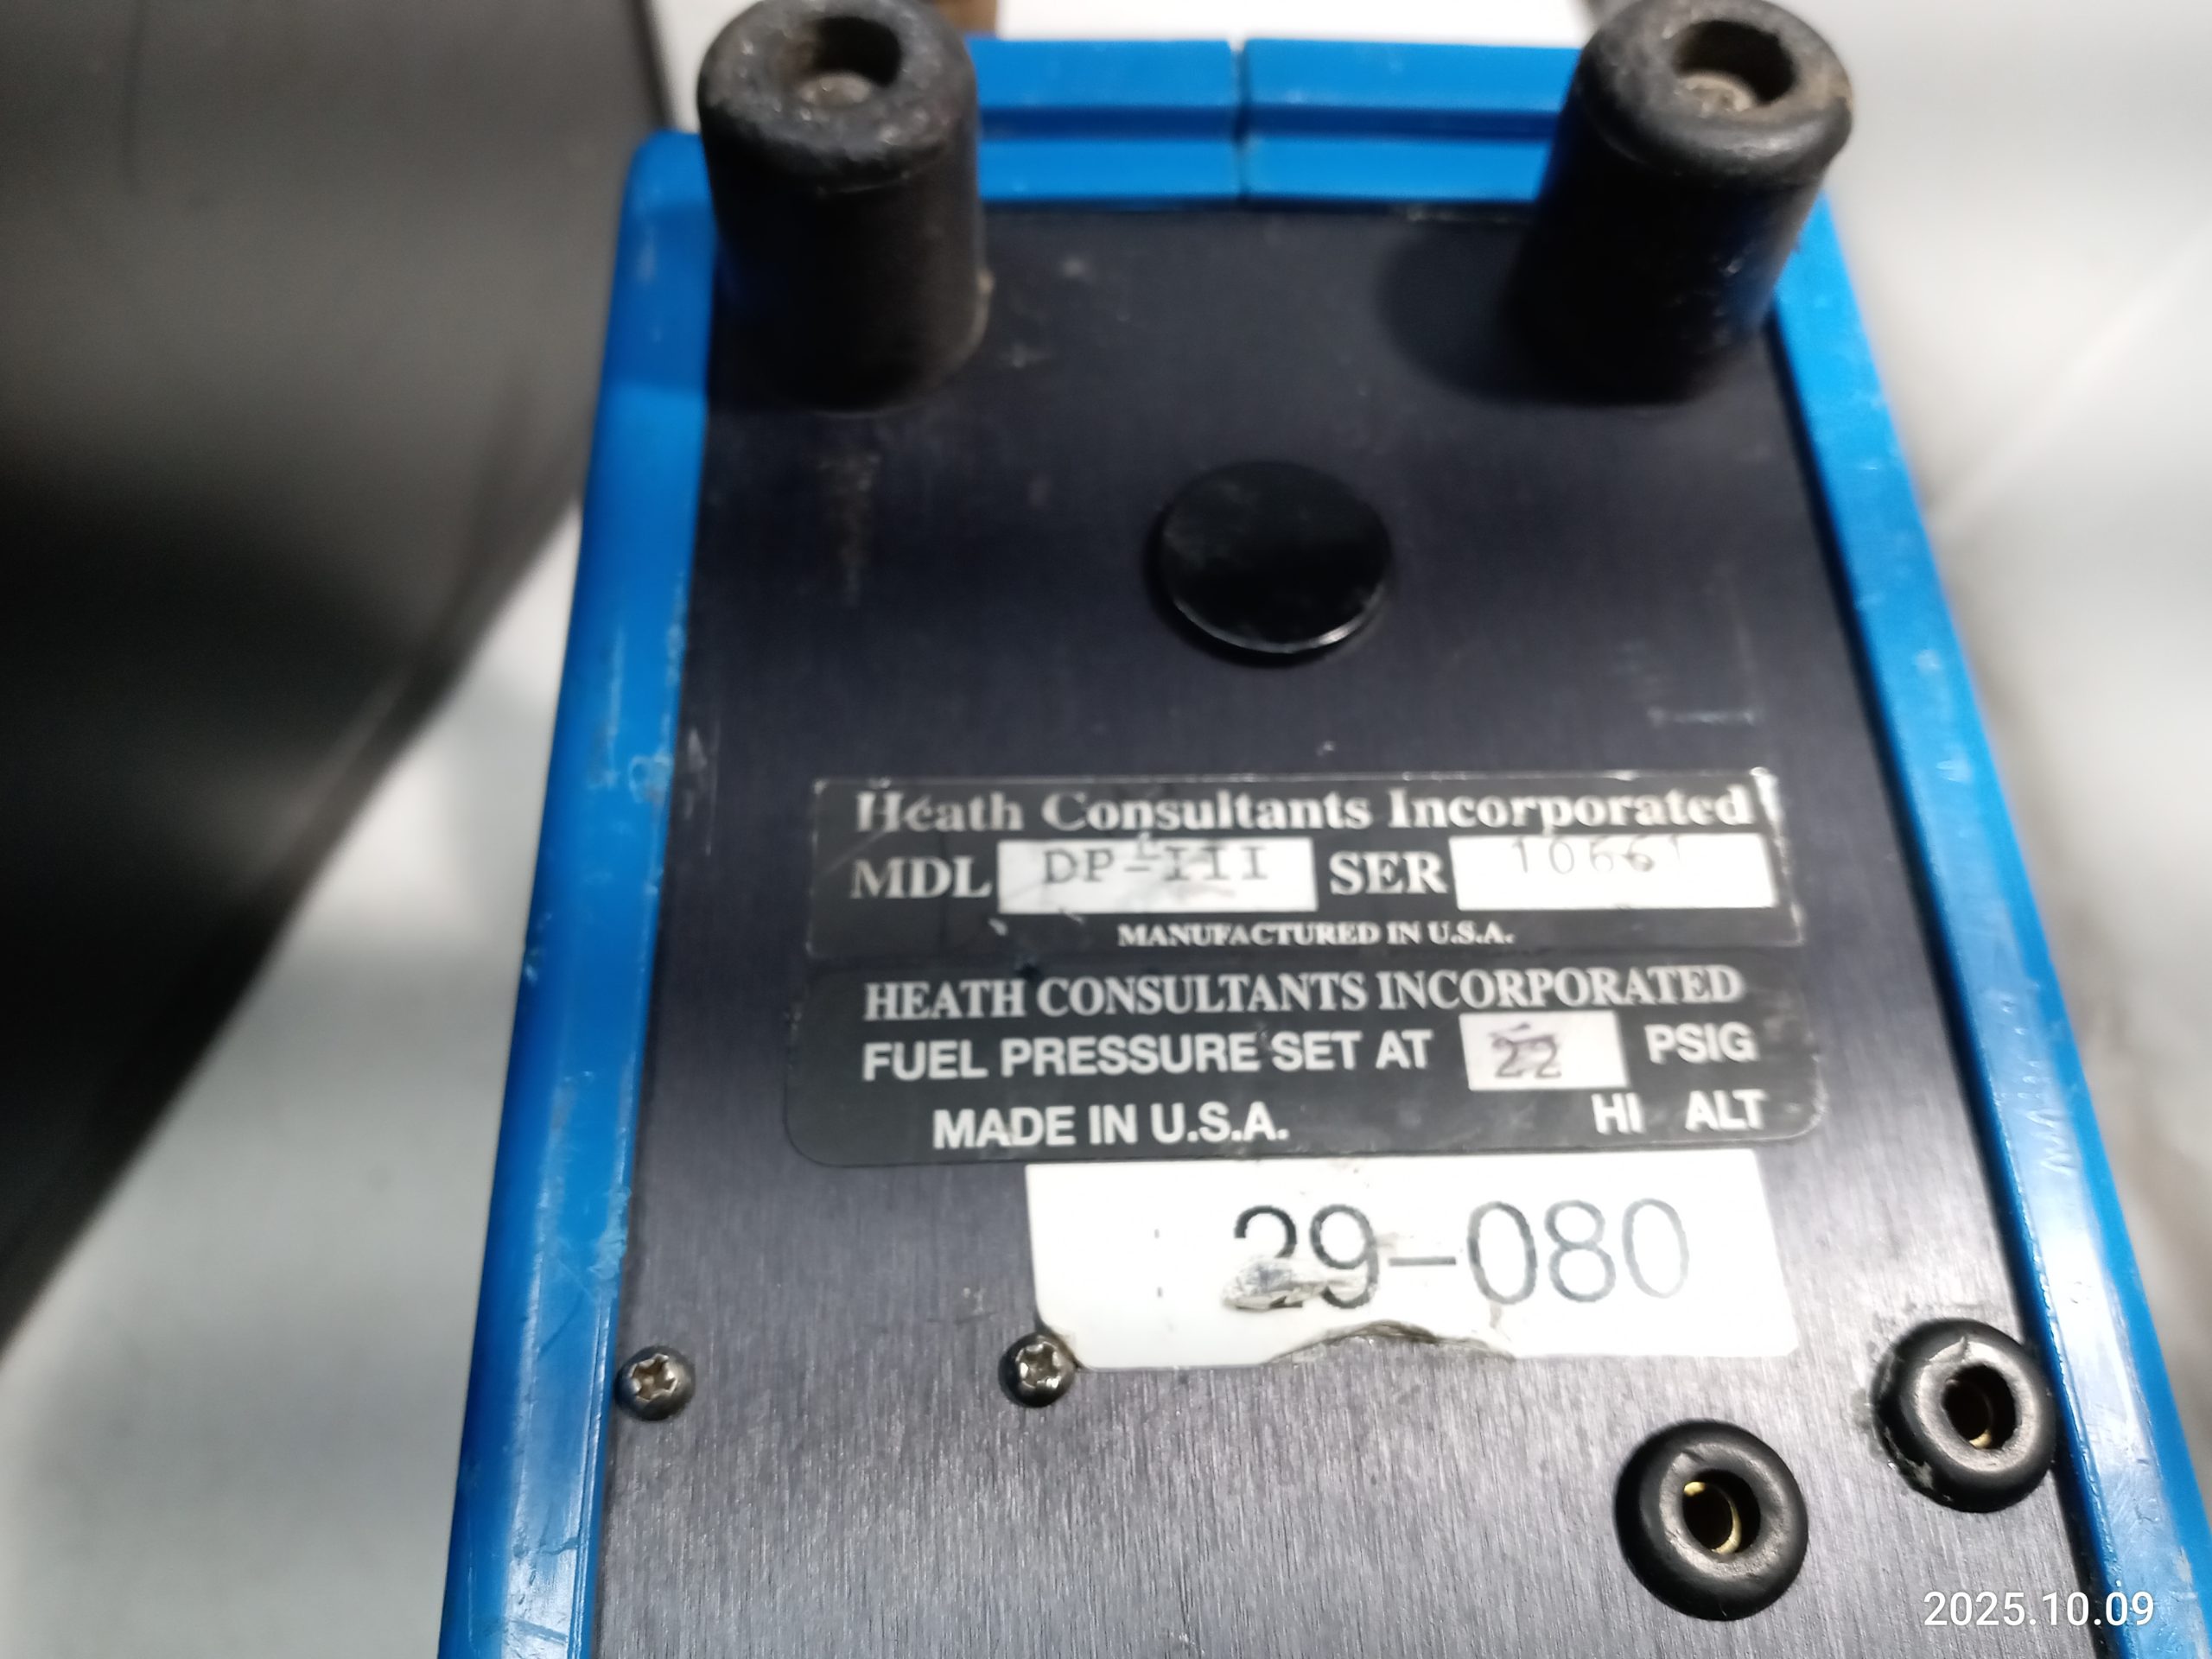 Heath Consultants Incorporated
MDL DP-III SER 10661
MANUFACTURED IN U.S.A.
HEATH CONSULTANTS INCORPORATED
FUEL PRESSURE SET AT 22 PSIG
MADE IN U.S.A. HI ALT
29-080
2025.10.09